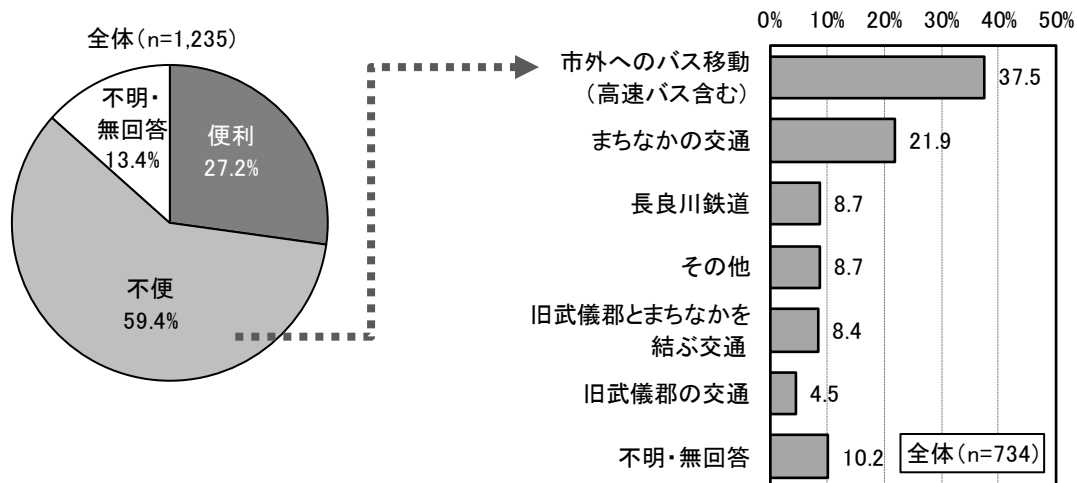 全体(n=1,235)
不明・
無回答
13.4%
便利
27.2%
不便
59.4%
0% 10% 20% 30% 40% 50%
市外へのバス移動
(高速バス含む)
37.5
まちなかの交通
21.9
長良川鉄道
8.7
その他
8.7
旧武儀郡とまちなかを
結ぶ交通
8.4
旧武儀郡の交通
4.5
不明・無回答
10.2
全体(n=734)